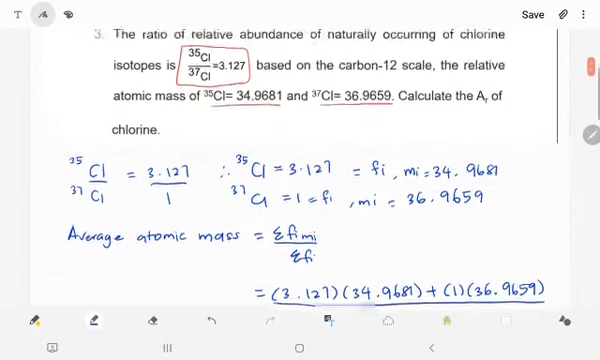 Save
3. The ratio of relative abundance of naturally occurring of chlorine
isotopes is ³⁵Cl/³⁷Cl =3.127 based on the carbon-12 scale, the relative
atomic mass of ³⁵Cl= 34.9681 and ³⁷Cl= 36.9659. Calculate the Aᵣ of
chlorine.
³⁵Cl/³⁷Cl = 3.127/1 ∴ ³⁵Cl = 3.127 = fi, mi = 34.9681
³⁷Cl = 1 = fi, mi = 36.9659
Average atomic mass = Σfimi/Σfi
= (3.127)(34.9681) + (1)(36.9659)